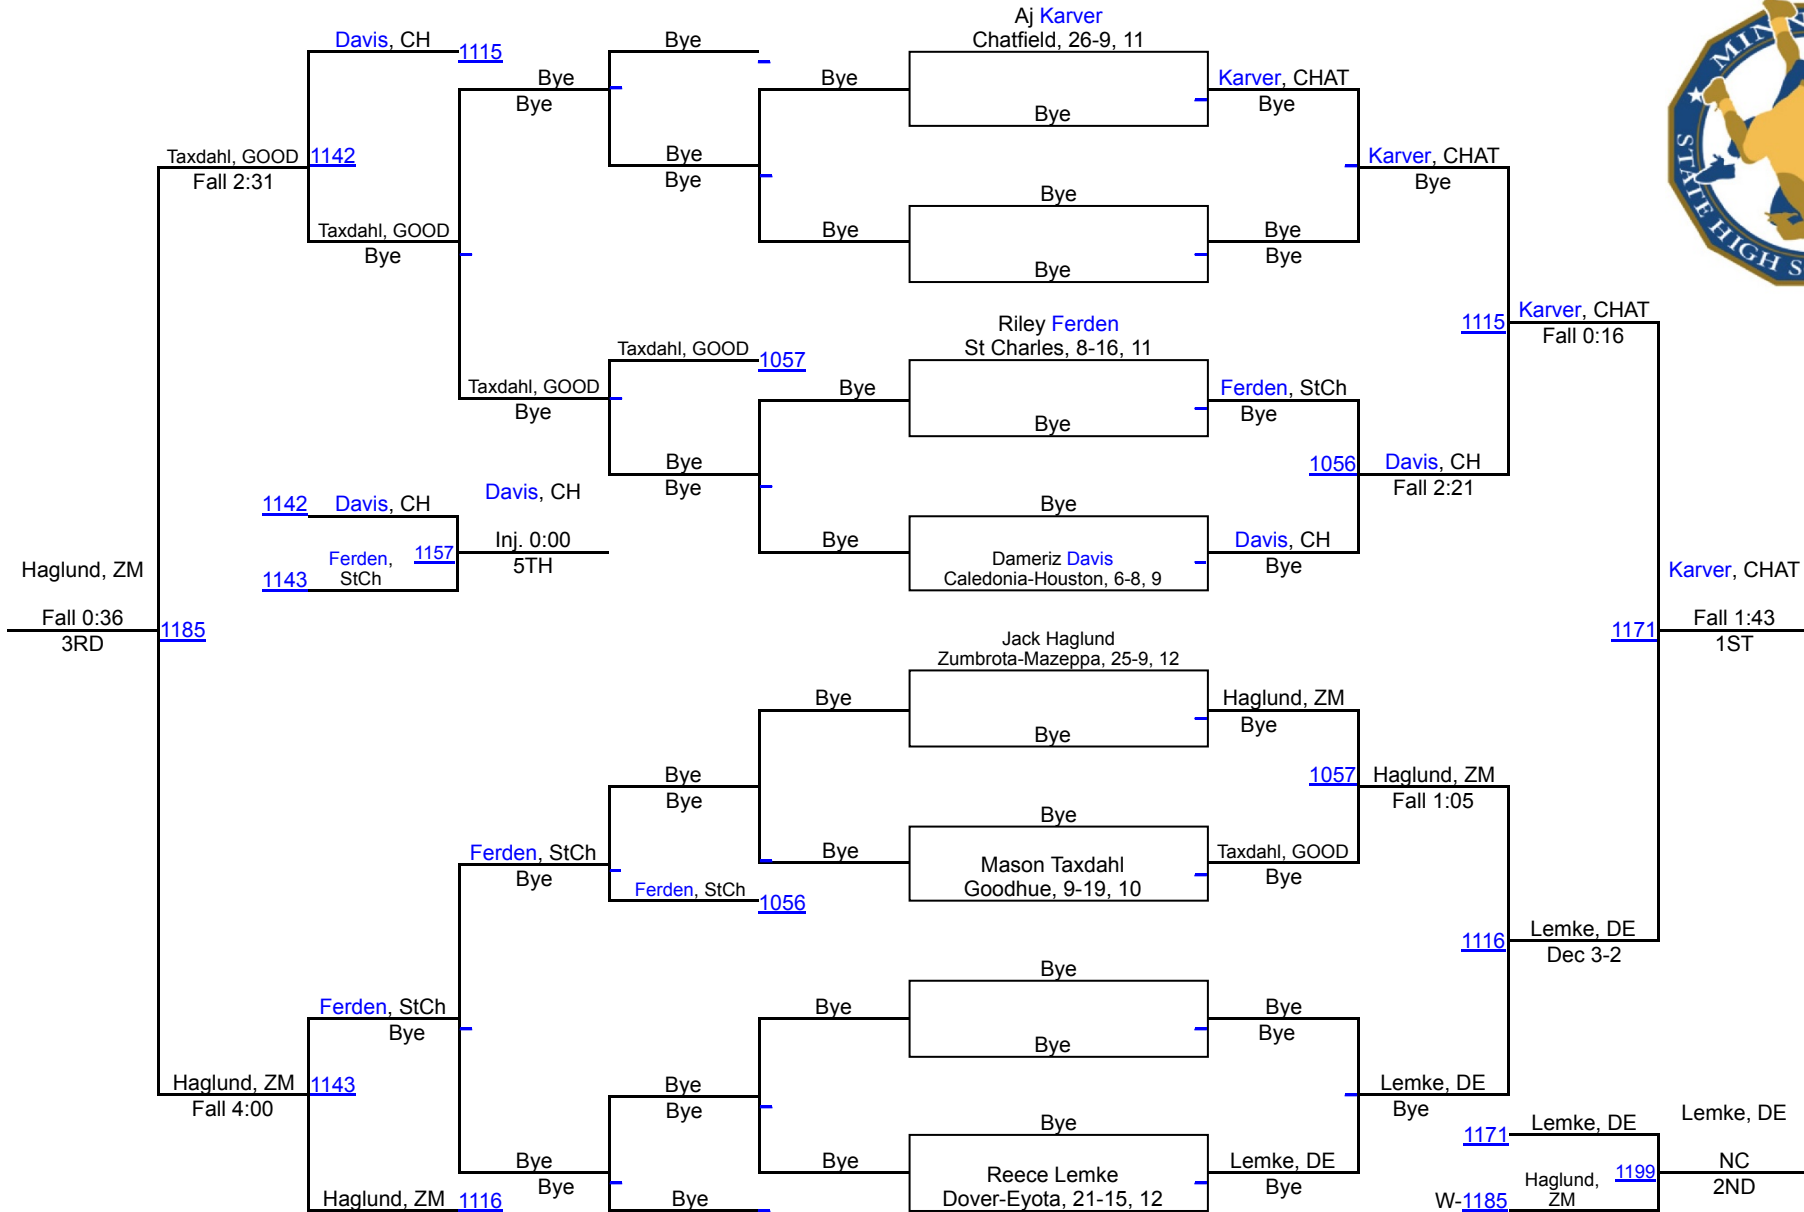 Aj Karver
Chatfield, 26-9, 11
Davis, CH
1115
Bye
Bye
Bye
Bye
Karver, CHAT
Bye
Bye
MINN
STATE HIGH S
Taxdahl, GOOD
1142
Fall 2:31
Bye
Bye
Karver, CHAT
Bye
Bye
Taxdahl, GOOD
Bye
Bye
Bye
Bye
Bye
Riley Ferden
St Charles, 8-16, 11
1115
Karver, CHAT
Fall 0:16
Taxdahl, GOOD
1057
Taxdahl, GOOD
Bye
Bye
Ferden, StCh
Bye
Bye
Bye
Bye
1056
Davis, CH
Fall 2:21
1142
Davis, CH
Davis, CH
Bye
Inj. 0:00
5TH
1157
Ferden,
StCh
1143
Bye
Dameriz Davis
Caledonia-Houston, 6-8, 9
Davis, CH
Bye
Haglund, ZM
Fall 0:36
3RD
1185
Karver, CHAT
1171
Fall 1:43
1ST
Jack Haglund
Zumbrota-Mazeppa, 25-9, 12
Bye
Bye
Haglund, ZM
Bye
Bye
Bye
1057
Haglund, ZM
Fall 1:05
Bye
Ferden, StCh
Bye
Bye
Mason Taxdahl
Goodhue, 9-19, 10
Taxdahl, GOOD
Bye
Ferden, StCh
1056
1116
Lemke, DE
Dec 3-2
Bye
Ferden, StCh
Bye
Bye
Bye
Bye
Bye
Haglund, ZM
1143
Fall 4:00
Bye
Bye
Lemke, DE
Bye
Bye
Bye
Bye
Bye
Reece Lemke
Dover-Eyota, 21-15, 12
Lemke, DE
Bye
Haglund, ZM
1116
Bye
1171
Lemke, DE
Lemke, DE
NC
2ND
1199
Haglund,
ZM
W-1185